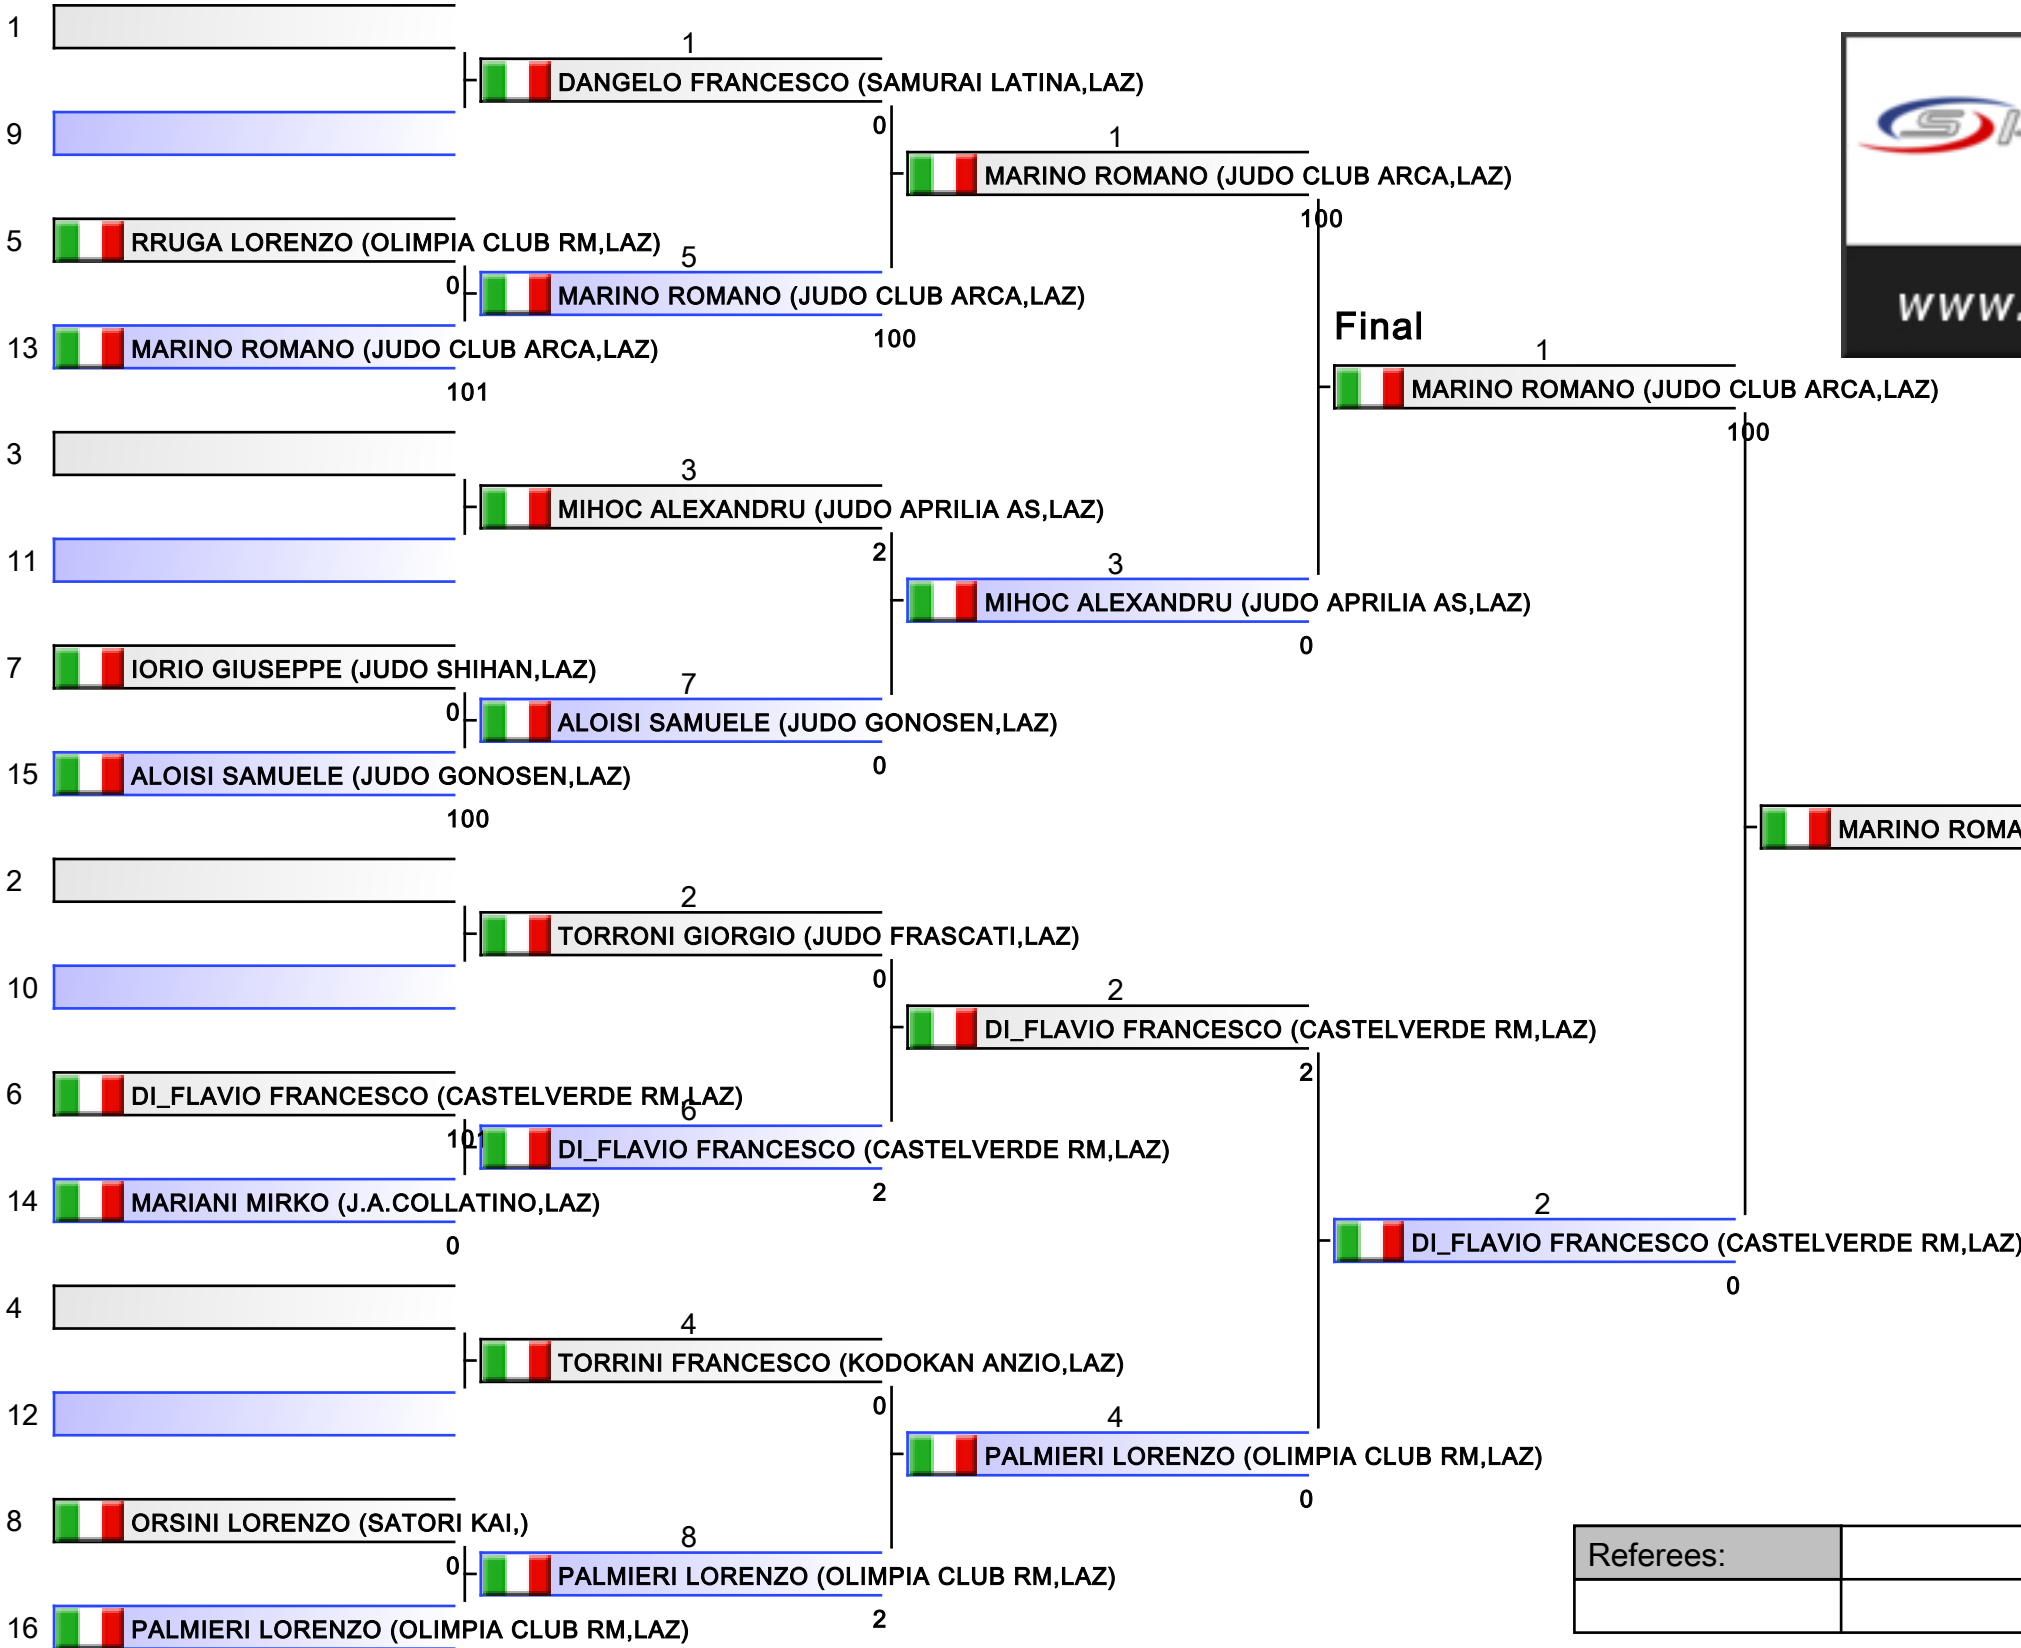 1
1
DANGELO FRANCESCO (SAMURAI LATINA,LAZ)
0
9
1
MARINO ROMANO (JUDO CLUB ARCA,LAZ)
100
5
RRUGA LORENZO (OLIMPIA CLUB RM,LAZ)
0
5
MARINO ROMANO (JUDO CLUB ARCA,LAZ)
100
13
MARINO ROMANO (JUDO CLUB ARCA,LAZ)
101
www.
Final
1
MARINO ROMANO (JUDO CLUB ARCA,LAZ)
100
3
3
MIHOC ALEXANDRU (JUDO APRILIA AS,LAZ)
2
11
3
MIHOC ALEXANDRU (JUDO APRILIA AS,LAZ)
0
7
IORIO GIUSEPPE (JUDO SHIHAN,LAZ)
0
7
ALOISI SAMUELE (JUDO GONOSEN,LAZ)
0
15
ALOISI SAMUELE (JUDO GONOSEN,LAZ)
100
MARINO ROMA
2
2
TORRONI GIORGIO (JUDO FRASCATI,LAZ)
0
10
2
DI_FLAVIO FRANCESCO (CASTELVERDE RM,LAZ)
2
6
DI_FLAVIO FRANCESCO (CASTELVERDE RM,LAZ)
101
6
DI_FLAVIO FRANCESCO (CASTELVERDE RM,LAZ)
2
14
MARIANI MIRKO (J.A.COLLATINO,LAZ)
0
2
DI_FLAVIO FRANCESCO (CASTELVERDE RM,LAZ)
0
4
4
TORRINI FRANCESCO (KODOKAN ANZIO,LAZ)
0
12
4
PALMIERI LORENZO (OLIMPIA CLUB RM,LAZ)
0
8
ORSINI LORENZO (SATORI KAI,)
0
8
PALMIERI LORENZO (OLIMPIA CLUB RM,LAZ)
2
16
PALMIERI LORENZO (OLIMPIA CLUB RM,LAZ)
Referees: